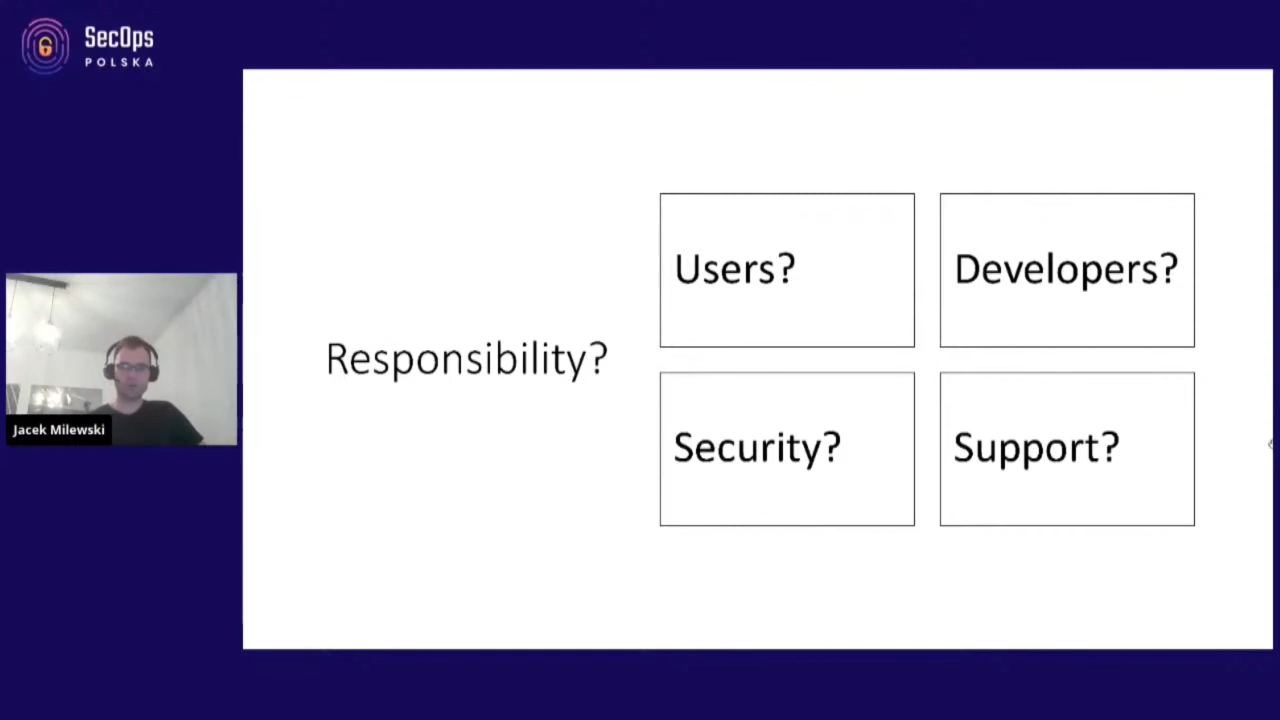 SecOps
POLSKA
Responsibility?
Users?
Developers?
Security?
Support?
Jacek Milewski